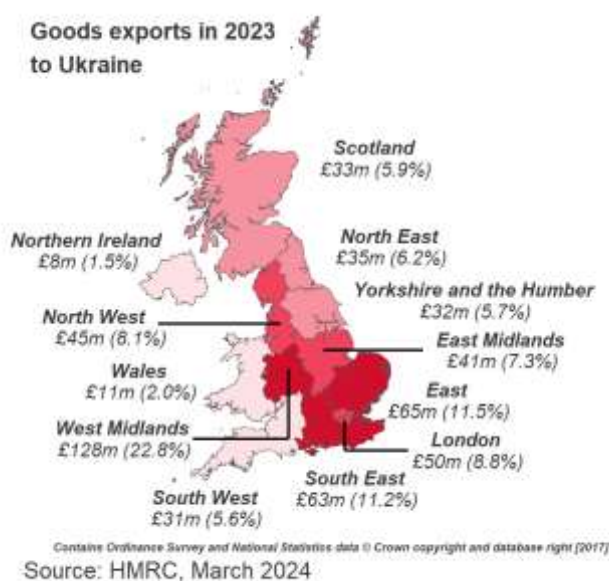 Goods exports in 2023
to Ukraine
Scotland
£33m (5.9%)
Northern Ireland
£8m (1.5%)
North East
£35m (6.2%)
Yorkshire and the Humber
£32m (5.7%)
North West
£45m (8.1%)
East Midlands
£41m (7.3%)
Wales
£11m (2.0%)
East
£65m (11.5%)
West Midlands
£128m (22.8%)
London
£50m (8.8%)
South East
£63m (11.2%)
South West
£31m (5.6%)
Contains Ordinance Survey and National Statistics data © Crown copyright and database right [2017]
Source: HMRC, March 2024